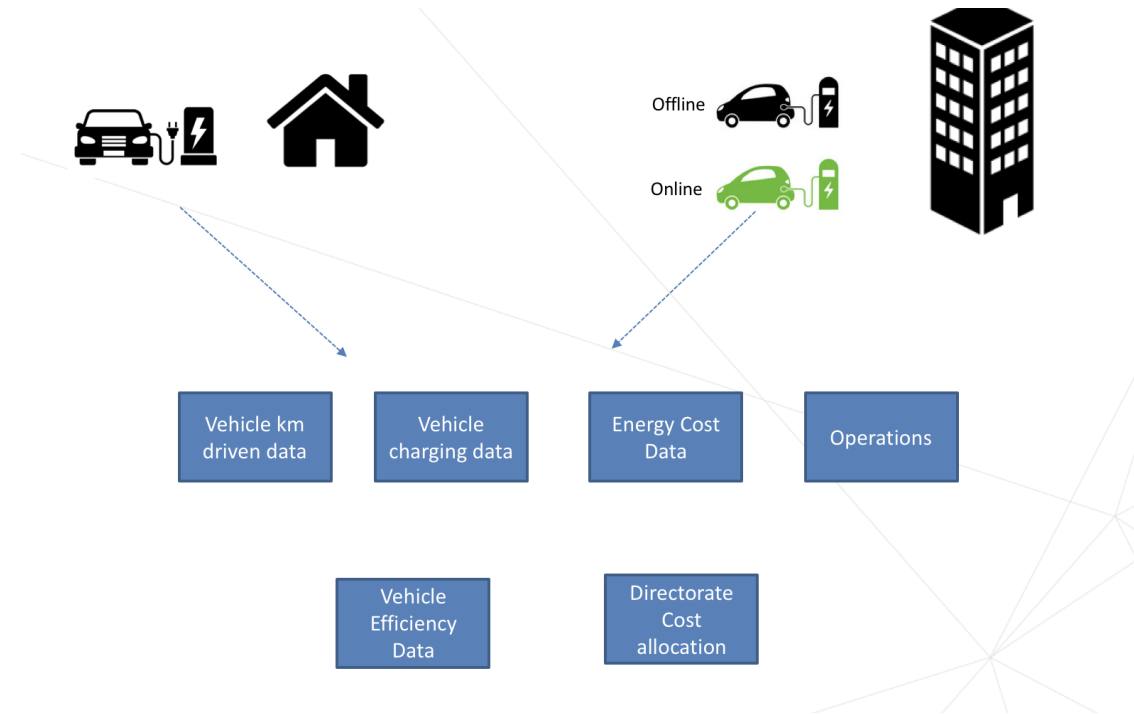 Offline
Online
Vehicle km
driven data
Vehicle
charging data
Energy Cost
Data
Operations
Vehicle
Efficiency
Data
Directorate
Cost
allocation